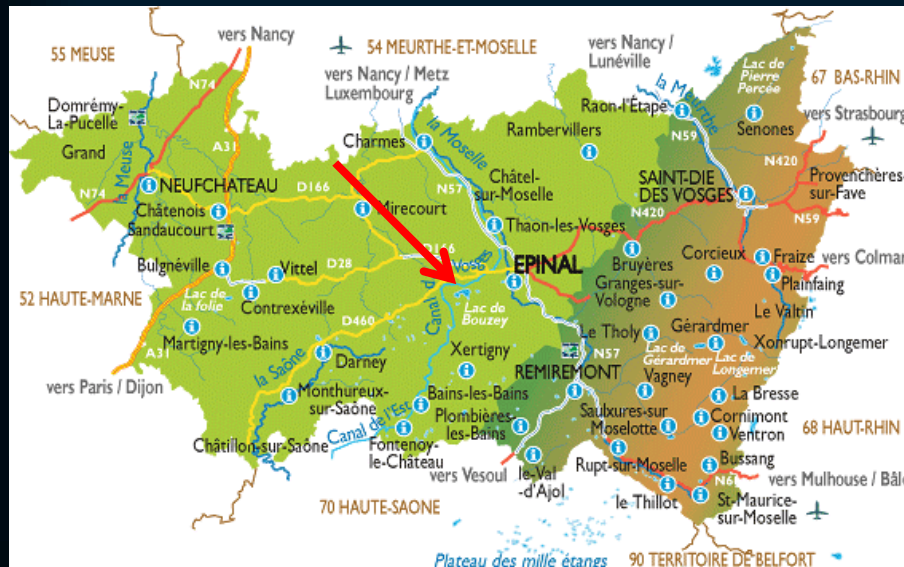 vers Nancy
55 MEUSE
54 MEURTHE-ET-MOSELLE
vers Nancy /
Lunéville
vers Nancy / Metz
Luxembourg
N74
Domrémy-
La-Pucelle
Grand
la Meuse
A31
N74
NEUFCHATEAU
Châtenois
Sandaucourt
D166
Charmes
la Moselle
N57
Mirecourt
Rambervillers
Châtel-
sur-Moselle
Thaon-les-Vosges
Raon-l'Étape
la Meurthe
N59
Lac de
Pierre
Percée
Senones
67 BAS-RHIN
vers Strasbourg
N420
Provenchères-
sur-Fave
SAINT-DIE
DES VOSGES
N59
N420
Bulgnéville
Vittel
D28
D166
Contrexéville
Lac de
la folie
52 HAUTE-MARNE
Martigny-les-Bains
A31
vers Paris / Dijon
Vosges
EPINAL
Canal d
Lac de
Bouzey
D460
la Saône
Darney
Monthureux-
sur-Saône
Châtillon-sur-Saône
Canal de l'Est
Xertigny
Bains-les-Bains
Fontenoy-
le-Château
Plombières-
les-Bains
Bruyères
Granges-sur-
Vologne
Corcieux
Fraize
vers Colmar
Plainfaing
Le Valtin
Gérardmer
Xonrupt-Longemer
Le Tholy
Lac de
Gérardmer
Lac de
Longemer
N57
REMIREMONT
Vagney
La Bresse
Saulxures-sur
Moselotte
Cornimont
Ventron
68 HAUT-RHIN
Bussang
Rupt-sur-Moselle
le-Val
-d'Ajol
vers Vesoul
le Thillot
St-Maurice-
sur-Moselle
vers Mulhouse / Bâle
70 HAUTE-SAONE
Plateau des mille étangs
90 TERRITOIRE DE BELFORT